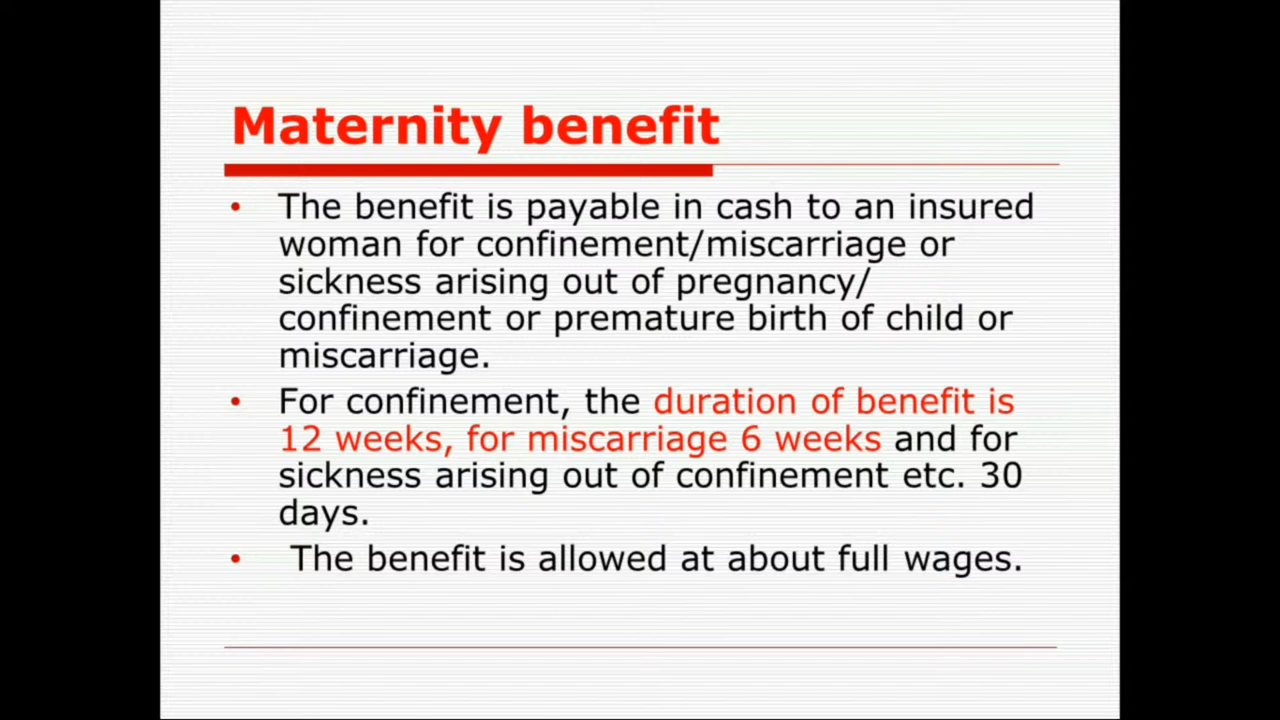 Maternity benefit
• The benefit is payable in cash to an insured
woman for confinement/miscarriage or
sickness arising out of pregnancy/
confinement or premature birth of child or
miscarriage.
• For confinement, the duration of benefit is
12 weeks, for miscarriage 6 weeks and for
sickness arising out of confinement etc. 30
days.
• The benefit is allowed at about full wages.